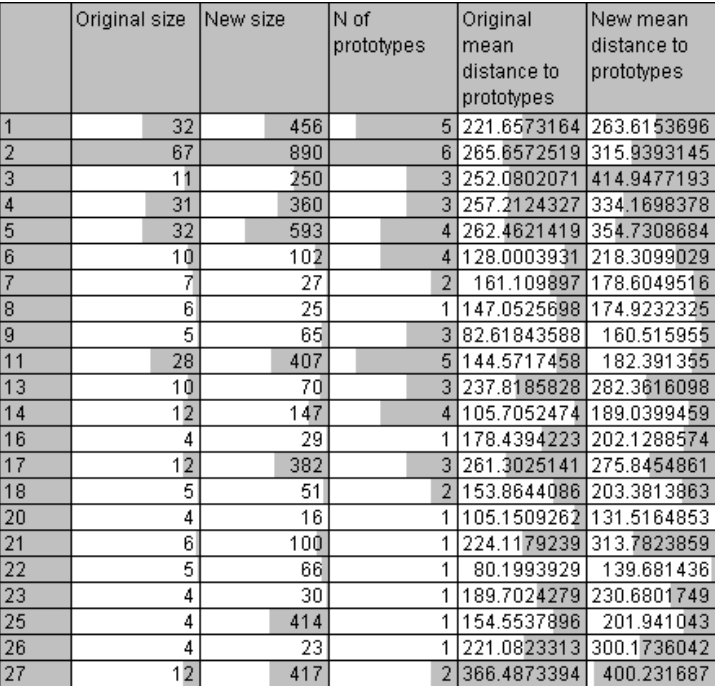 Original size New size N of prototypes Original mean distance to prototypes New mean distance to prototypes
1 32 456 5 221.6573164 263.6153696
2 67 890 6 265.6572519 315.9393145
3 11 250 3 252.0802071 414.9477193
4 31 360 3 257.2124327 334.1698378
5 32 593 4 262.4621419 354.7308684
6 10 102 4 128.0003931 218.3099029
7 7 27 2 161.109897 178.6049516
8 6 25 1 147.0525698 174.9232325
9 5 65 3 82.61843588 160.515955
11 28 407 5 144.5717458 182.391355
13 10 70 3 237.8185828 282.3616098
14 12 147 4 105.7052474 189.0399459
16 4 29 1 178.4394223 202.1288574
17 12 382 3 261.3025141 275.8454861
18 5 51 2 153.8644086 203.3813863
20 4 16 1 105.1509262 131.5164853
21 6 100 1 224.1179239 313.7823859
22 5 66 1 80.1993929 139.681436
23 4 30 1 189.7024279 230.6801749
25 4 414 1 154.5537896 201.941043
26 4 23 1 221.0823313 300.1736042
27 12 417 2 366.4873394 400.231687